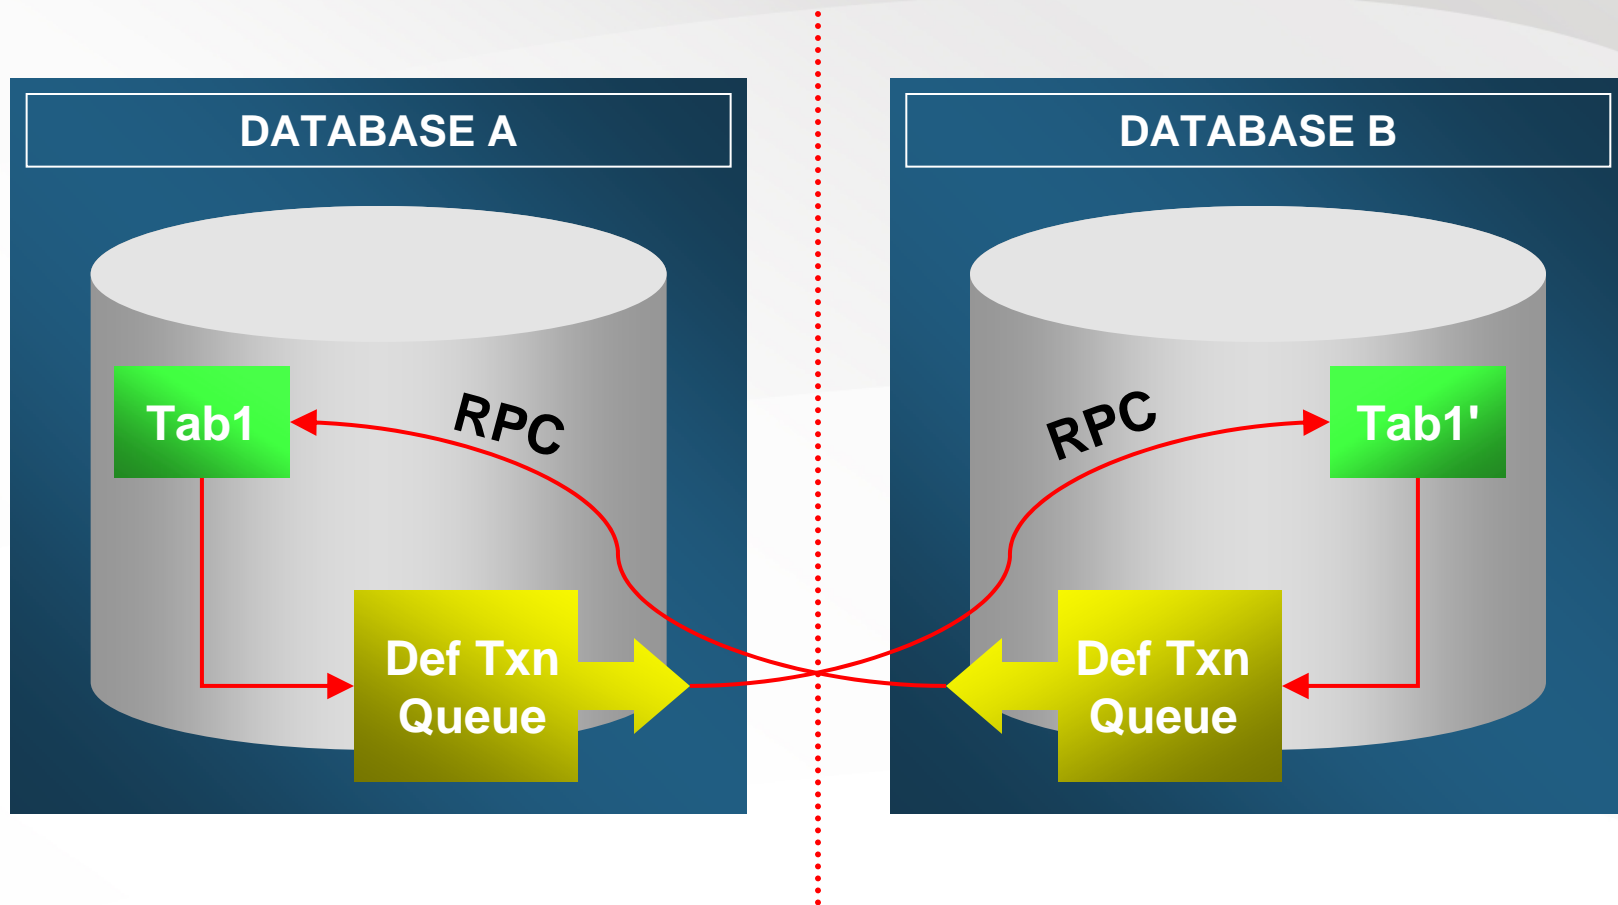 DATABASE A
DATABASE B
Tab1
RPC
RPC
Tab1'
Def Txn
Queue
Def Txn
Queue